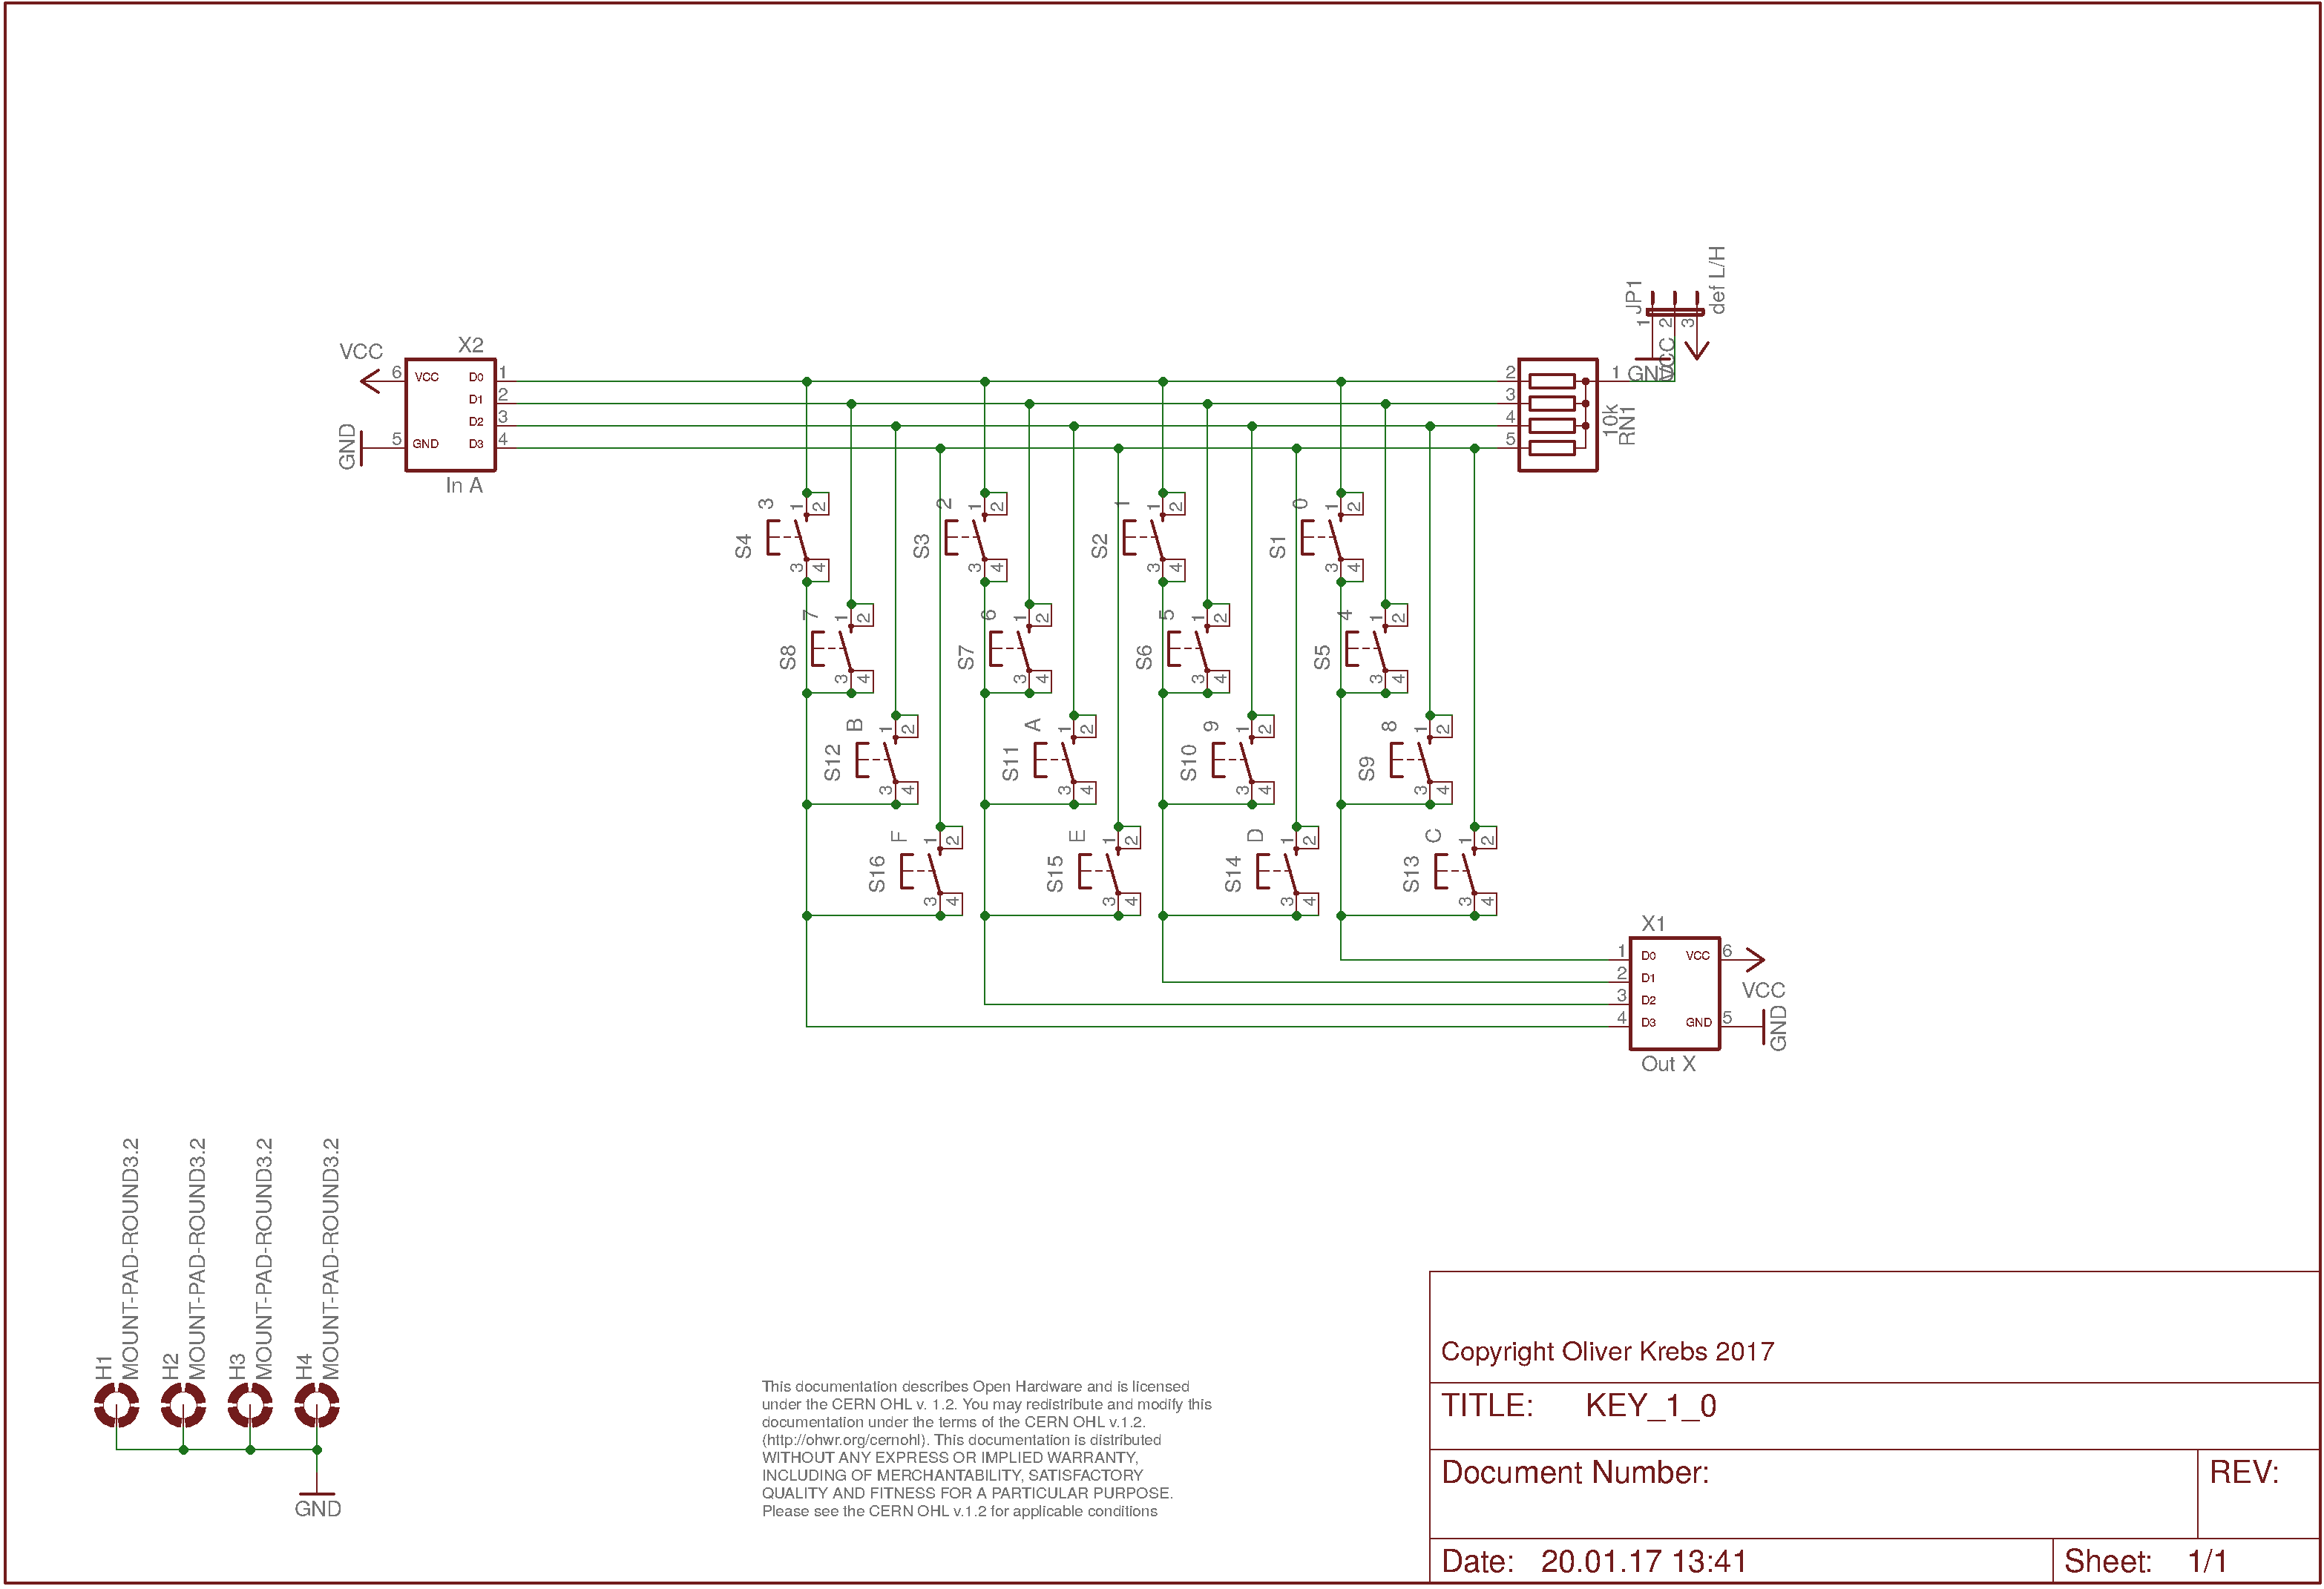 JP1
def L/H
1
2
3
VCC
GND
X2
VCC
6
VCC
D0
1
D1
2
D2
3
GND
5
GND
D3
4
In A
2
3
4
5
1
10k
RN1
S4
3
1
2
3
4
S3
2
1
2
3
4
S2
1
1
2
3
4
S1
0
1
2
3
4
S8
7
1
2
3
4
S7
6
1
2
3
4
S6
5
1
2
3
4
S5
4
1
2
3
4
S12
B
1
2
3
4
S11
A
1
2
3
4
S10
9
1
2
3
4
S9
8
1
2
3
4
S16
F
1
2
3
4
S15
E
1
2
3
4
S14
D
1
2
3
4
S13
C
1
2
3
4
X1
1
D0
VCC
6
2
D1
VCC
3
D2
4
D3
GND
5
GND
Out X
H1
MOUNT-PAD-ROUND3.2
H2
MOUNT-PAD-ROUND3.2
H3
MOUNT-PAD-ROUND3.2
H4
MOUNT-PAD-ROUND3.2
GND
This documentation describes Open Hardware and is licensed
under the CERN OHL v. 1.2. You may redistribute and modify this
documentation under the terms of the CERN OHL v.1.2.
(http://ohwr.org/cernohl). This documentation is distributed
WITHOUT ANY EXPRESS OR IMPLIED WARRANTY,
INCLUDING OF MERCHANTABILITY, SATISFACTORY
QUALITY AND FITNESS FOR A PARTICULAR PURPOSE.
Please see the CERN OHL v.1.2 for applicable conditions
Copyright Oliver Krebs 2017
TITLE: KEY_1_0
Document Number:
REV:
Date: 20.01.17 13:41
Sheet: 1/1